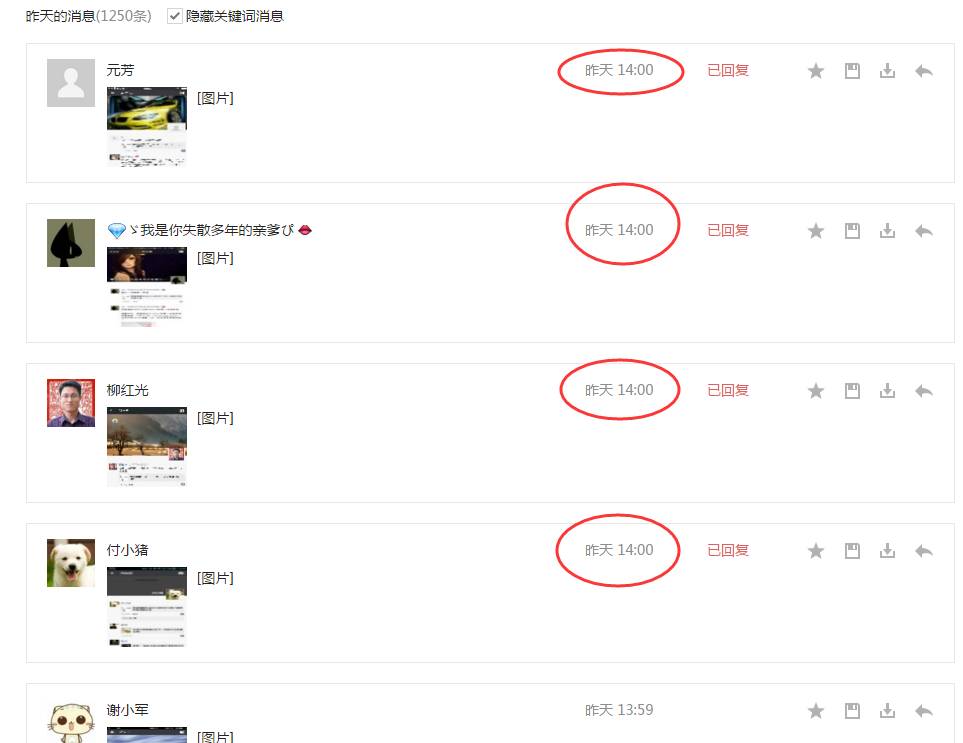 昨天的消息(1250条) 隐藏关键词消息
元芳 昨天 14:00 已回复
[图片]
ゞ我是你失散多年的亲爹び 昨天 14:00 已回复
[图片]
柳红光 昨天 14:00 已回复
[图片]
付小猪 昨天 14:00 已回复
[图片]
谢小军 昨天 13:59
[图片]